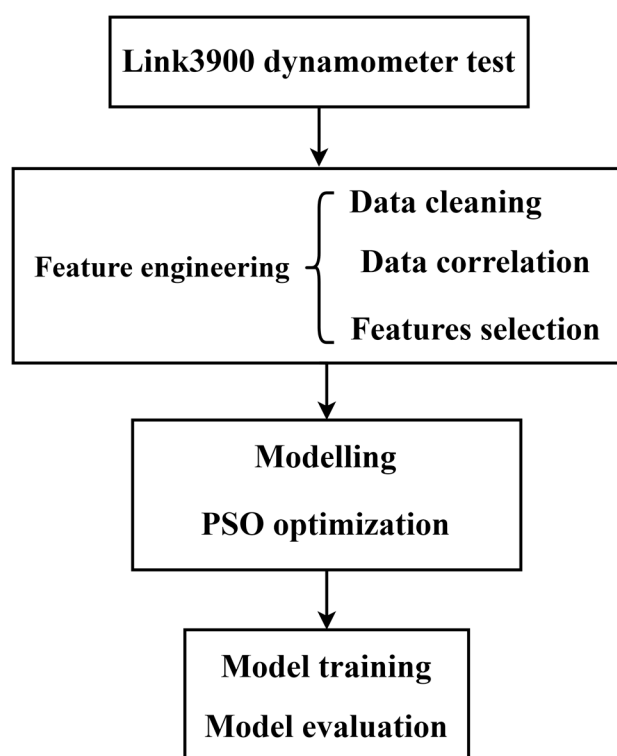 Link3900 dynamometer test
Feature engineering
Data cleaning
Data correlation
Features selection
Modelling
PSO optimization
Model training
Model evaluation